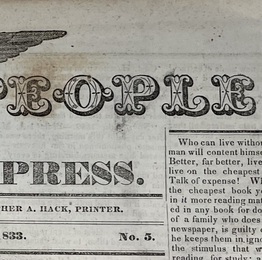 PEOPLE
PRESS.
HER A. HACK, PRINTER.
1833.
No. 5.
Who can live without
man will content himse
Better, far better, live
live on the cheapest
Talk of expense! Wh
the cheapest book yo
in it more reading mat
ed in any book for do
of a family who does
newspaper, is guilty o
he keeps them in igno
the stimulus that w
reading, for study; a